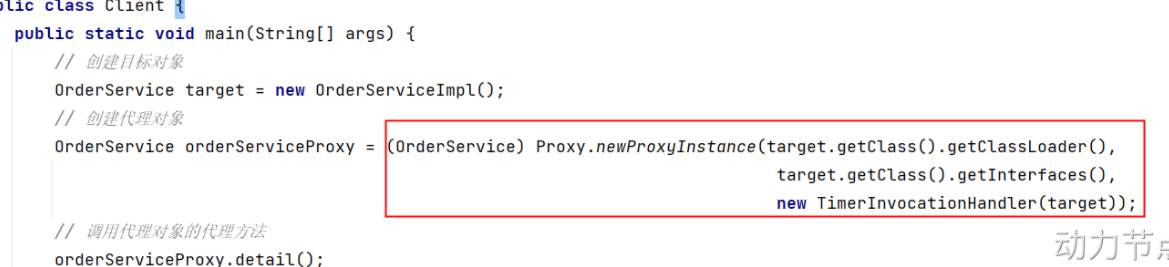 blic class Client {
public static void main(String[] args) {
// 创建目标对象
OrderService target = new OrderServiceImpl();
// 创建代理对象
OrderService orderServiceProxy = (OrderService) Proxy.newProxyInstance(target.getClass().getClassLoader(),
target.getClass().getInterfaces(),
new TimerInvocationHandler(target));
// 调用代理对象的代理方法
orderServiceProxy.detail();
动力节点